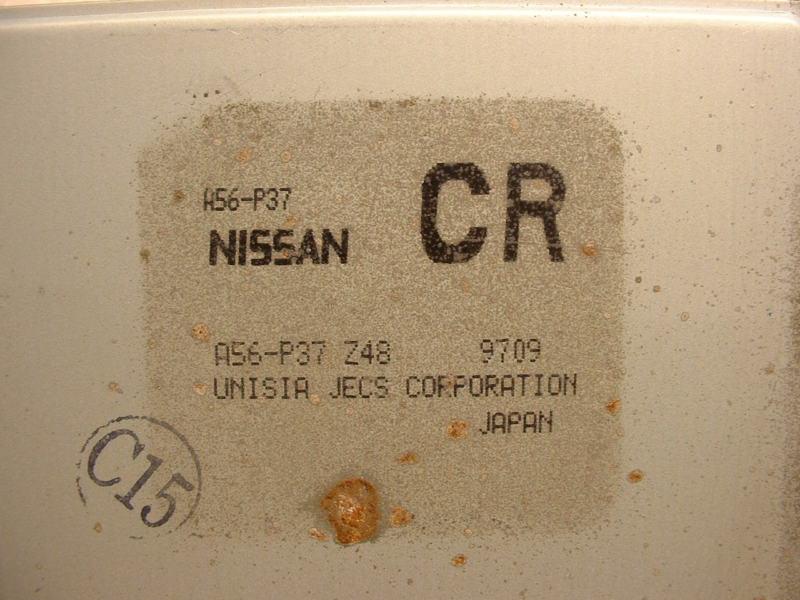 A56-P37
NISSAN
CR
A56-P37 Z48 9709
UNISIA JECS CORPORATION
JAPAN
C15